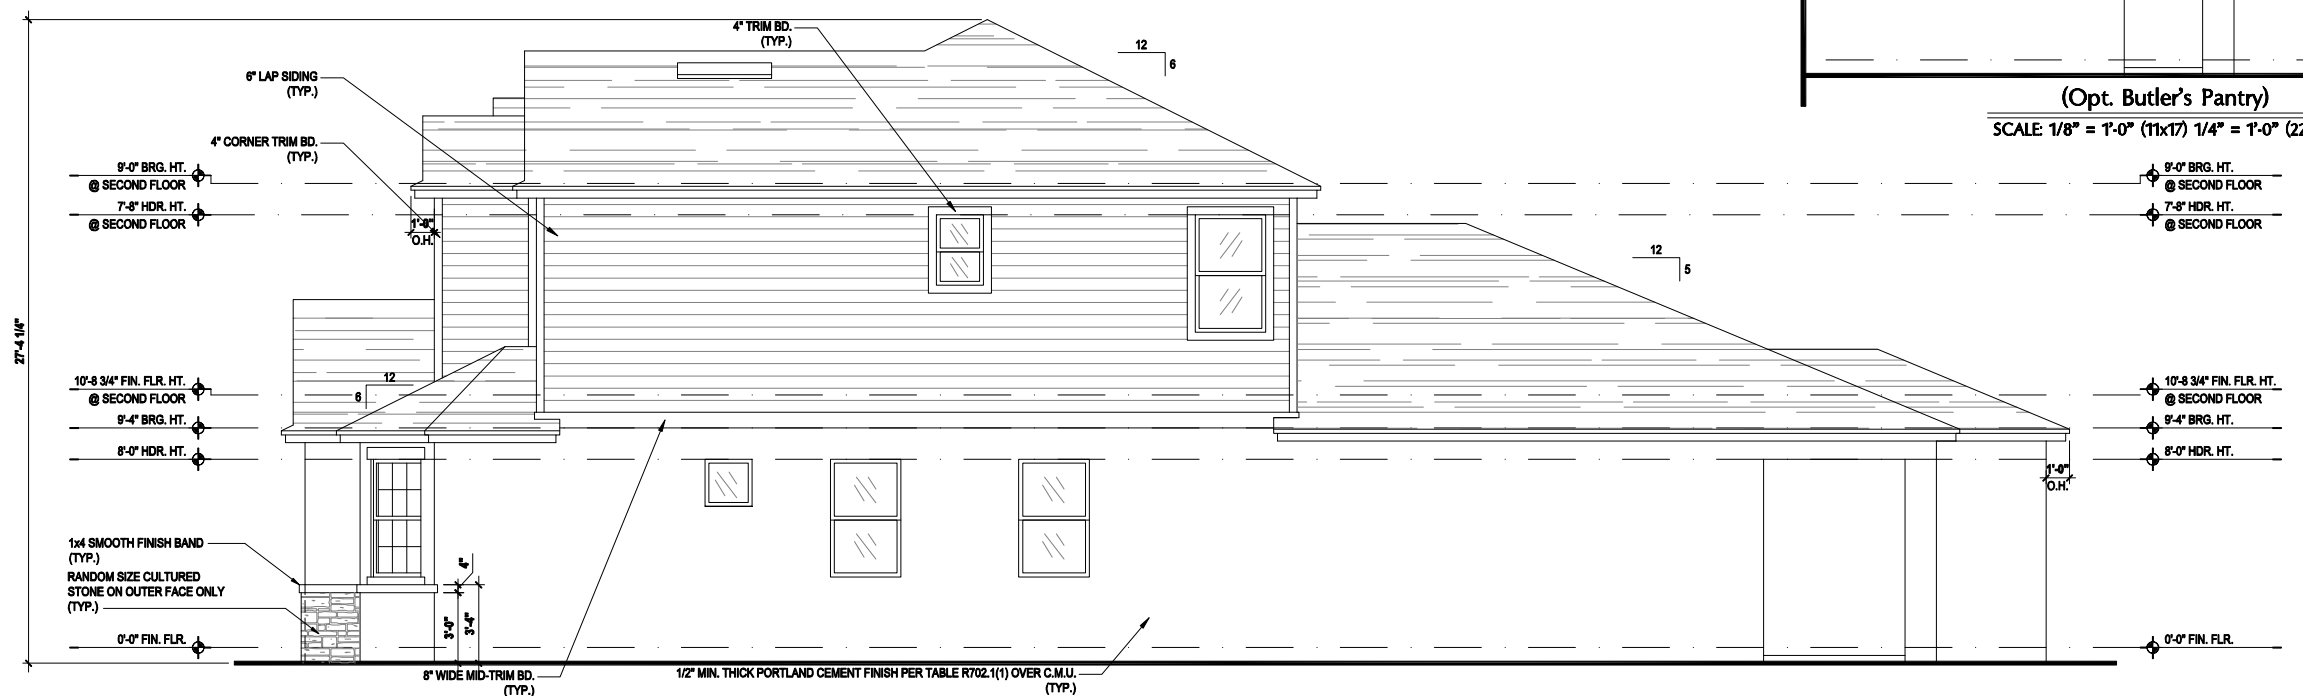 4" TRIM BD.
(TYP.)
12
6
6" LAP SIDING
(TYP.)
(Opt. Butler's Pantry)
SCALE: 1/8" = 1'-0" (11x17) 1/4" = 1'-0" (22
4" CORNER TRIM BD.
(TYP.)
9'-0" BRG. HT.
@ SECOND FLOOR
9'-0" BRG. HT.
@ SECOND FLOOR
7'-8" HDR. HT.
@ SECOND FLOOR
1'-0"
O.H.
7'-8" HDR. HT.
@ SECOND FLOOR
12
5
27'-4 1/4"
10'-8 3/4" FIN. FLR. HT.
@ SECOND FLOOR
12
6
10'-8 3/4" FIN. FLR. HT.
@ SECOND FLOOR
9'-4" BRG. HT.
9'-4" BRG. HT.
8'-0" HDR. HT.
8'-0" HDR. HT.
1'-0"
O.H.
1x4 SMOOTH FINISH BAND
(TYP.)
RANDOM SIZE CULTURED
STONE ON OUTER FACE ONLY
(TYP.)
4"
3'-0"
3'-4"
0'-0" FIN. FLR.
0'-0" FIN. FLR.
8" WIDE MID-TRIM BD.
(TYP.)
1/2" MIN. THICK PORTLAND CEMENT FINISH PER TABLE R702.1(1) OVER C.M.U.
(TYP.)